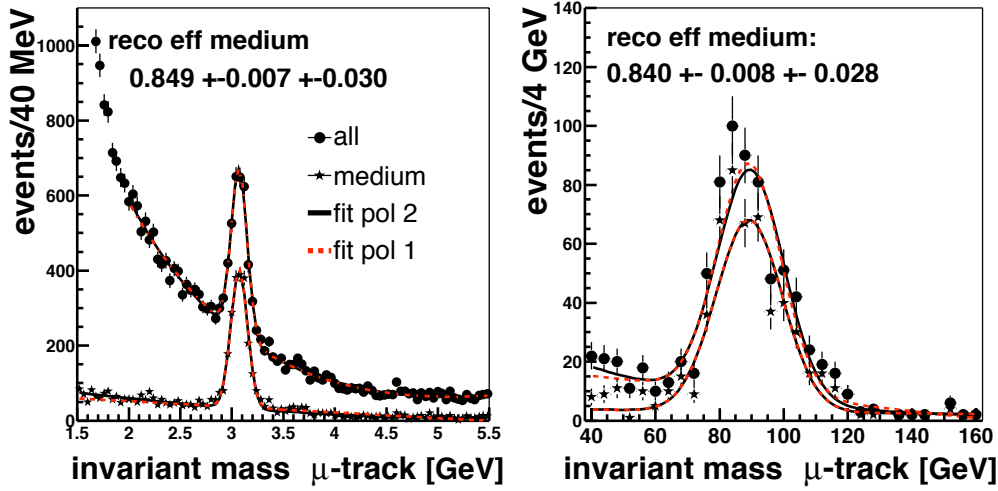 reco eff medium
0.849 +-0.007 +-0.030
all
medium
fit pol 2
fit pol 1
events/40 MeV
1000
800
600
400
200
0
1.5 2 2.5 3 3.5 4 4.5 5 5.5
invariant mass μ-track [GeV]
reco eff medium:
0.840 +- 0.008 +- 0.028
events/4 GeV
140
120
100
80
60
40
20
0
40 60 80 100 120 140 160
invariant mass μ-track [GeV]